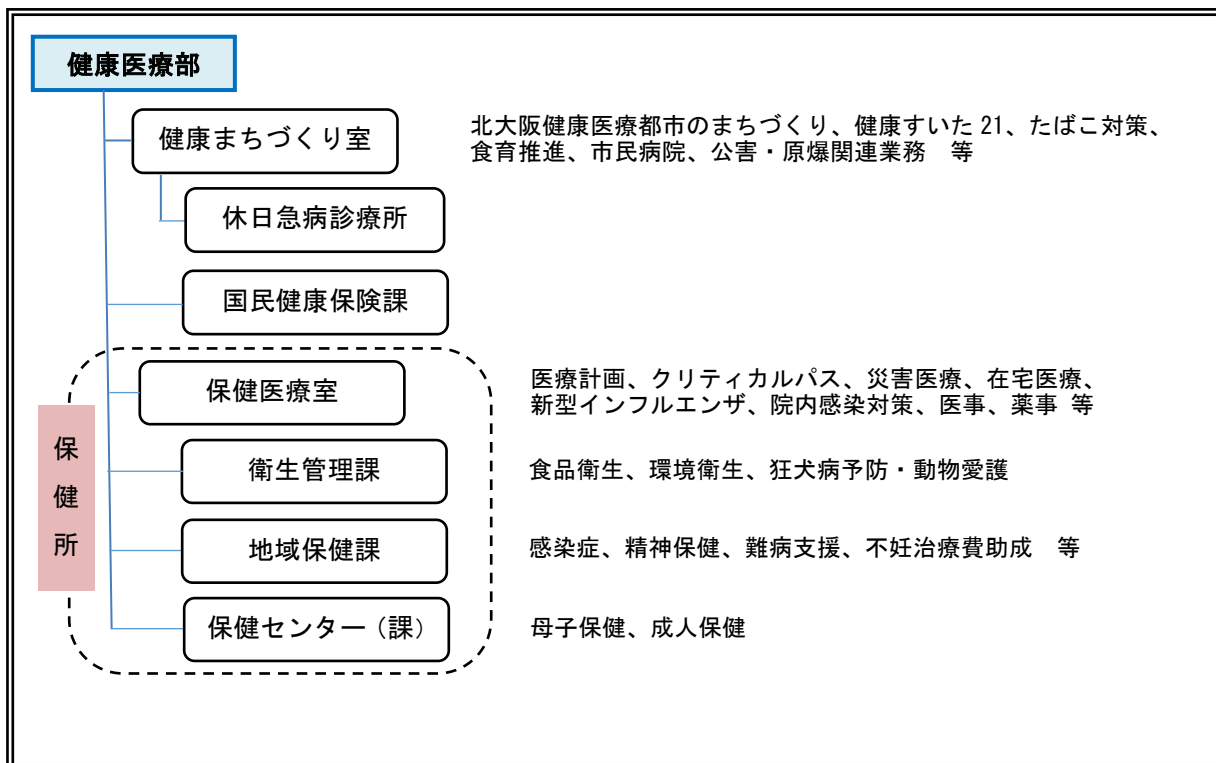 健康医療部
健康まちづくり室
北大阪健康医療都市のまちづくり、健康すいた 21、たばこ対策、
食育推進、市民病院、公害・原爆関連業務　等
休日急病診療所
国民健康保険課
保健所
保健医療室
医療計画、クリティカルパス、災害医療、在宅医療、
新型インフルエンザ、院内感染対策、医事、薬事 等
衛生管理課
食品衛生、環境衛生、狂犬病予防・動物愛護
地域保健課
感染症、精神保健、難病支援、不妊治療費助成　等
保健センター（課）
母子保健、成人保健